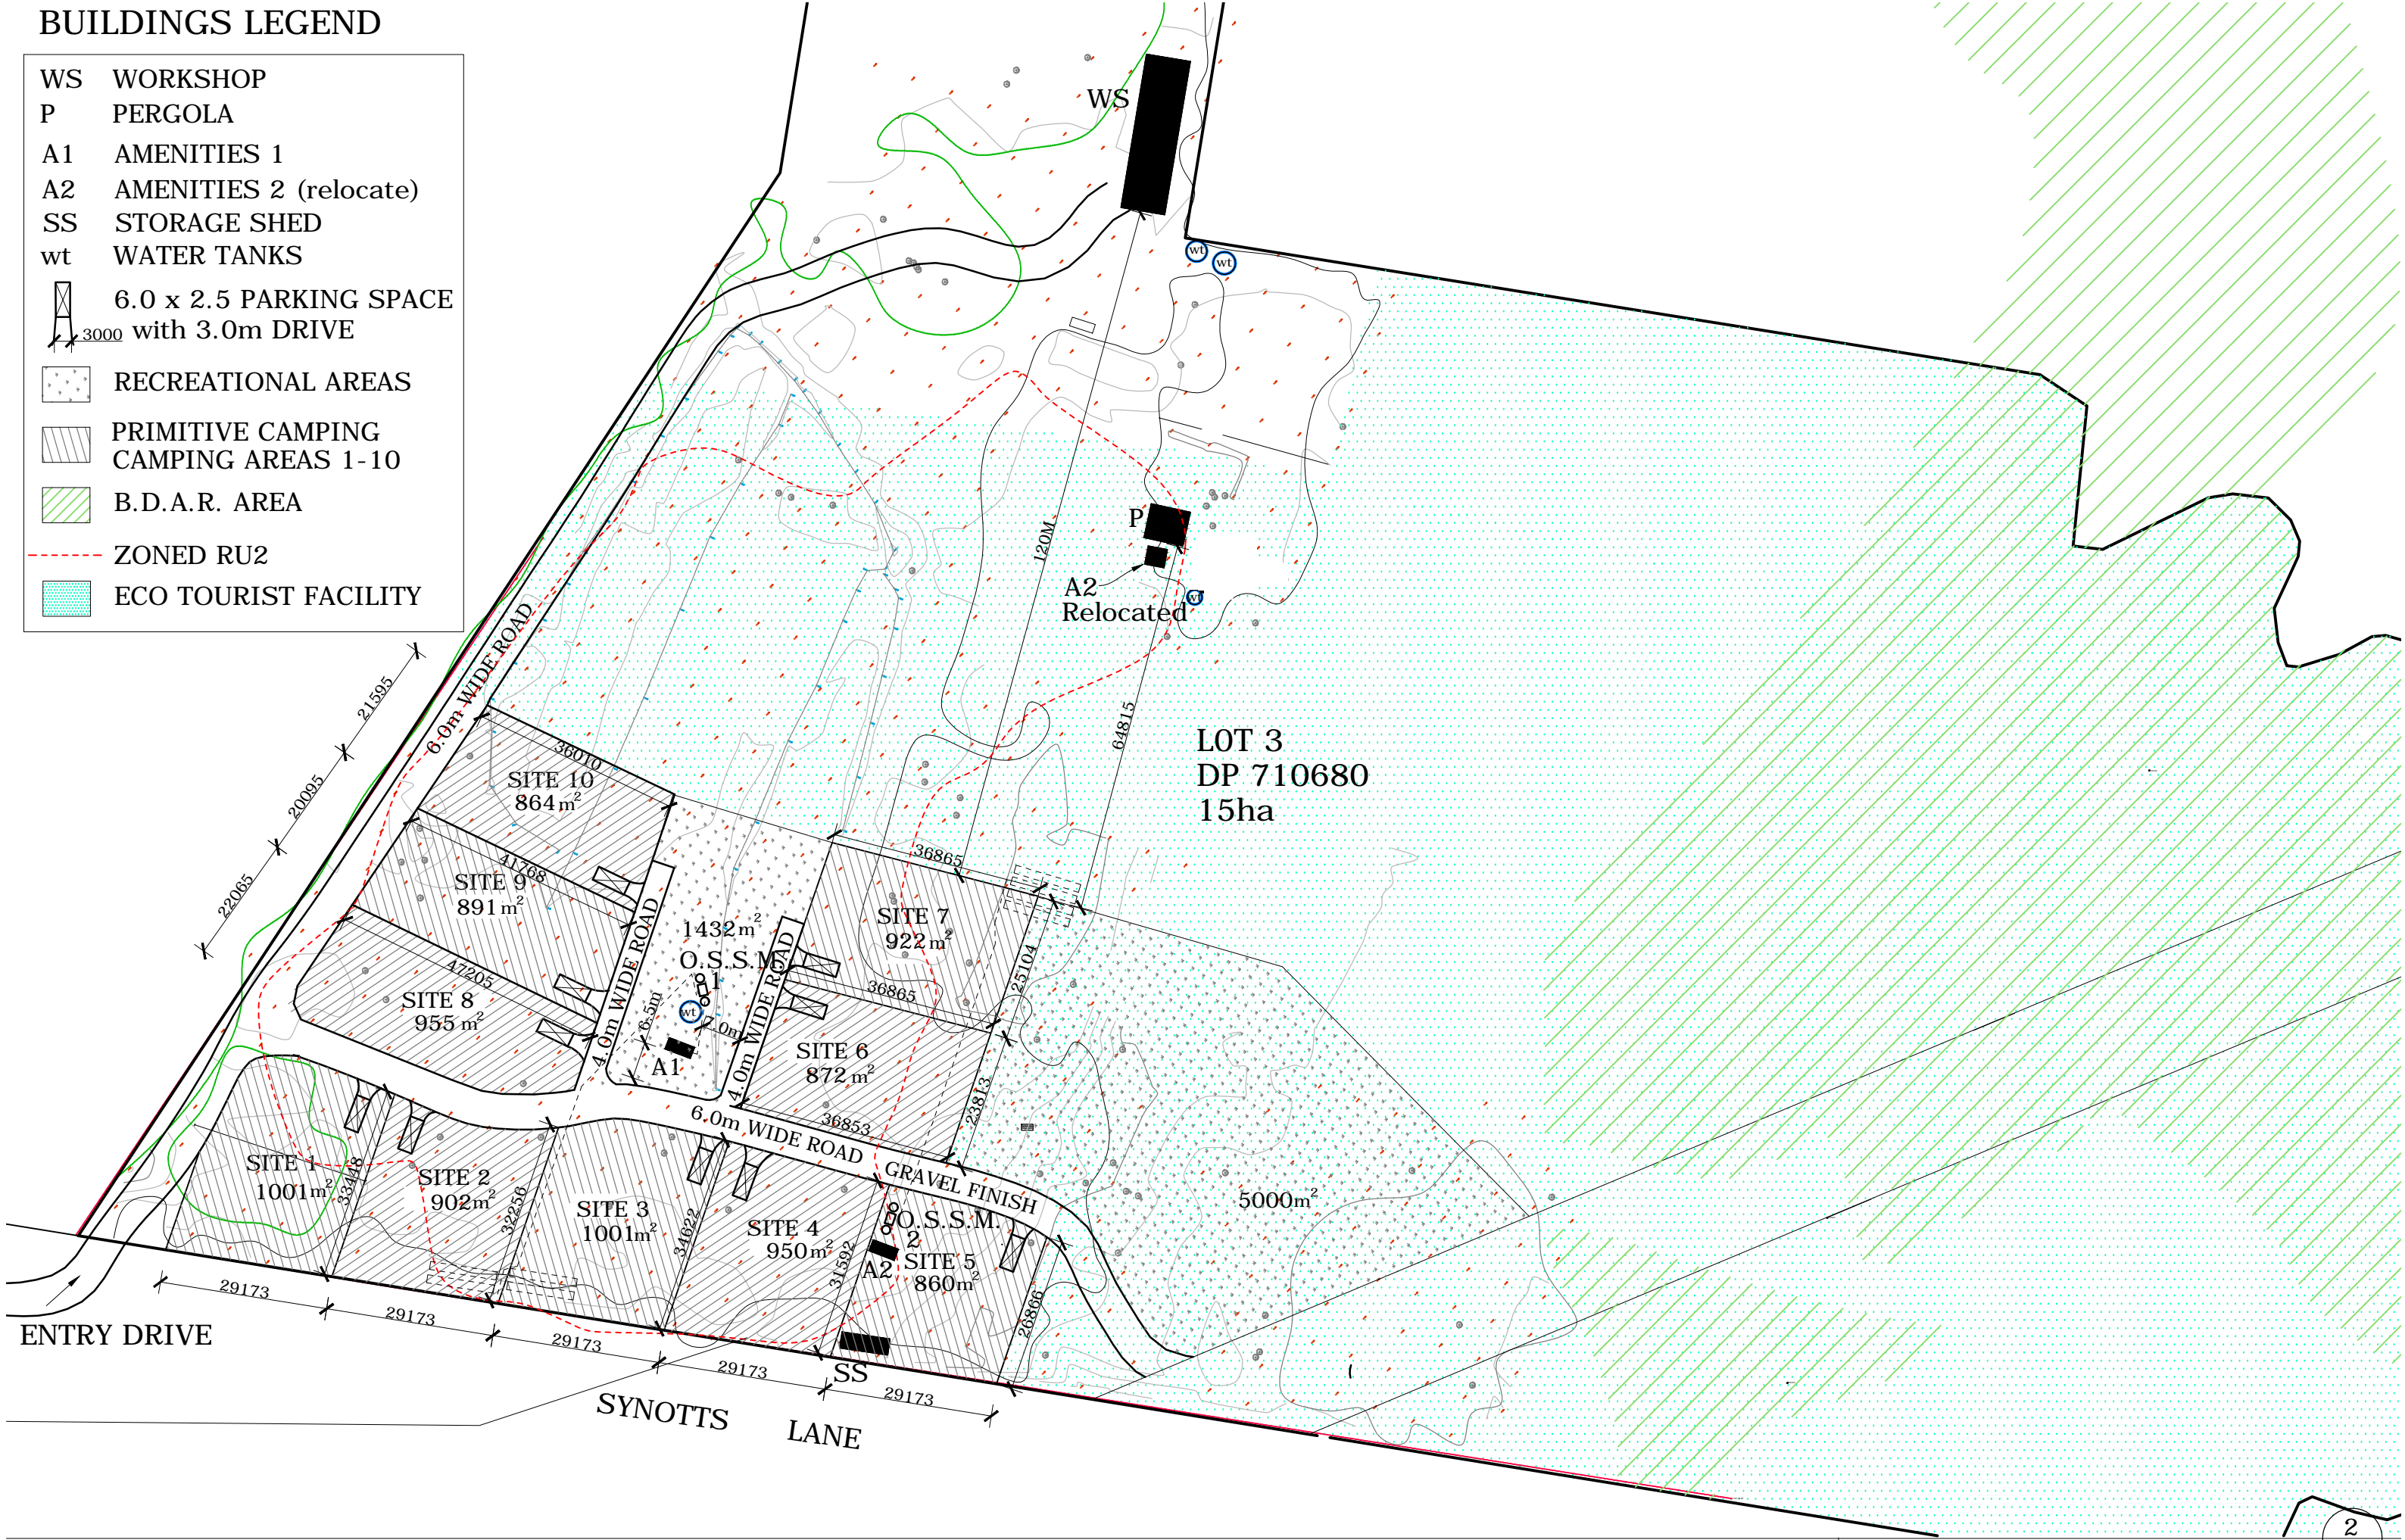 BUILDINGS LEGEND
WS WORKSHOP
P PERGOLA
A1 AMENITIES 1
A2 AMENITIES 2 (relocate)
SS STORAGE SHED
wt WATER TANKS
6.0 x 2.5 PARKING SPACE
3000 with 3.0m DRIVE
RECREATIONAL AREAS
PRIMITIVE CAMPING
CAMPING AREAS 1-10
B.D.A.R. AREA
ZONED RU2
ECO TOURIST FACILITY
WS
wt
wt
120M
P
A2
Relocated
wt
64815
LOT 3
DP 710680
15ha
21595
20095
22065
6.0m WIDE ROAD
36010
SITE 10
864m²
41768
SITE 9
891m²
47205
SITE 8
955m²
4.0m WIDE ROAD
1432m²
O.S.S.M.
1
wt
6.5m
7.0m
A1
4.0m WIDE ROAD
36865
SITE 7
922m²
25104
36865
SITE 6
872m²
23813
36853
6.0m WIDE ROAD GRAVEL FINISH
SITE 1
1001m²
33448
SITE 2
902m²
32256
SITE 3
1001m²
34622
SITE 4
950m²
31592
O.S.S.M.
2
A2
SITE 5
860m²
26866
5000m²
SS
29173
29173
29173
29173
29173
ENTRY DRIVE
SYNOTTS LANE
2